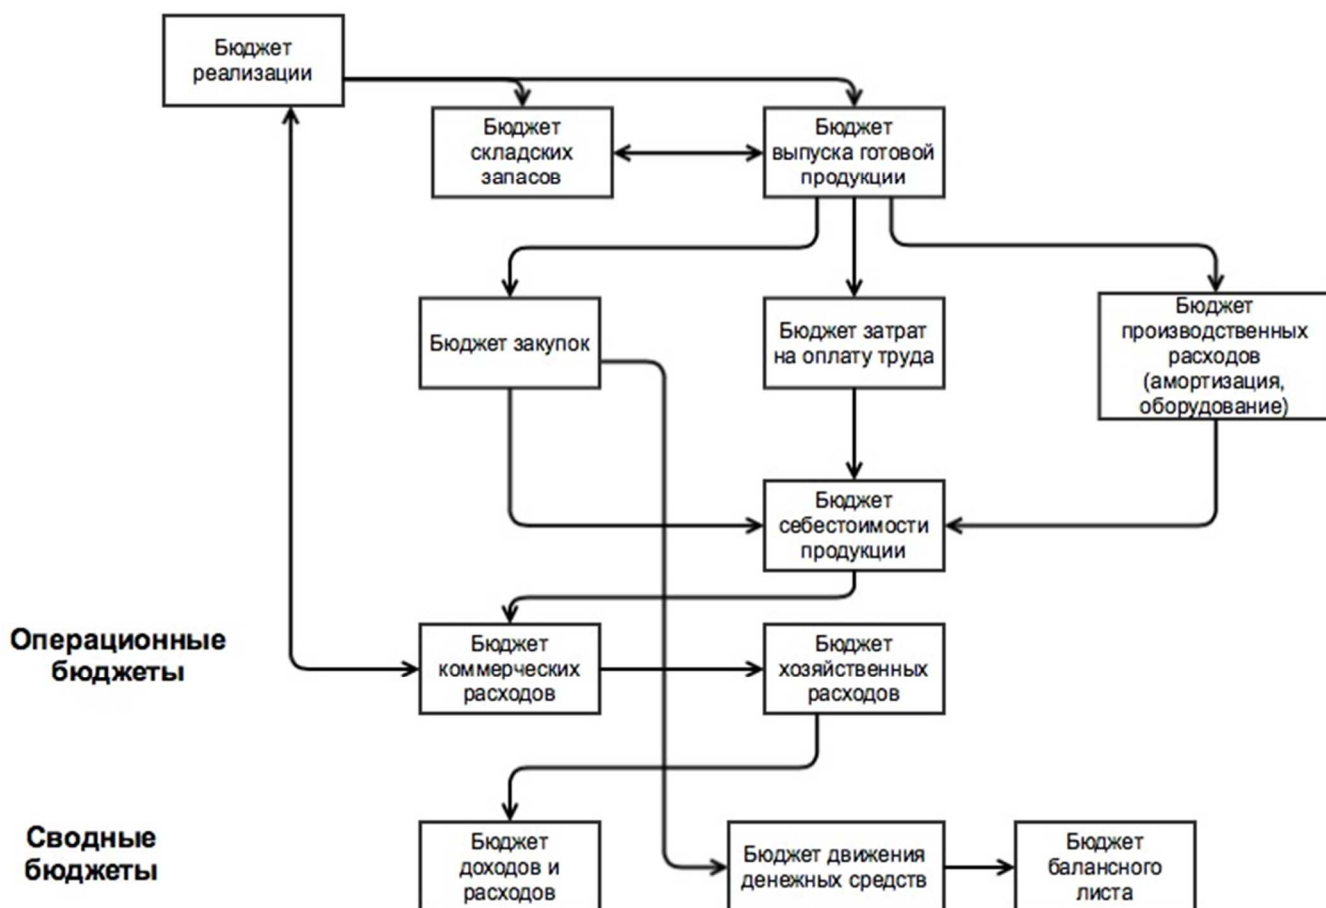 Бюджет
реализации
Бюджет
складских
запасов
Бюджет
выпуска готовой
продукции
Бюджет закупок
Бюджет затрат
на оплату труда
Бюджет
производственных
расходов
(амортизация,
оборудование)
Бюджет
себестоимости
продукции
Операционные
бюджеты
Бюджет
коммерческих
расходов
Бюджет
хозяйственных
расходов
Сводные
бюджеты
Бюджет
доходов и
расходов
Бюджет движения
денежных средств
Бюджет
балансного
листа